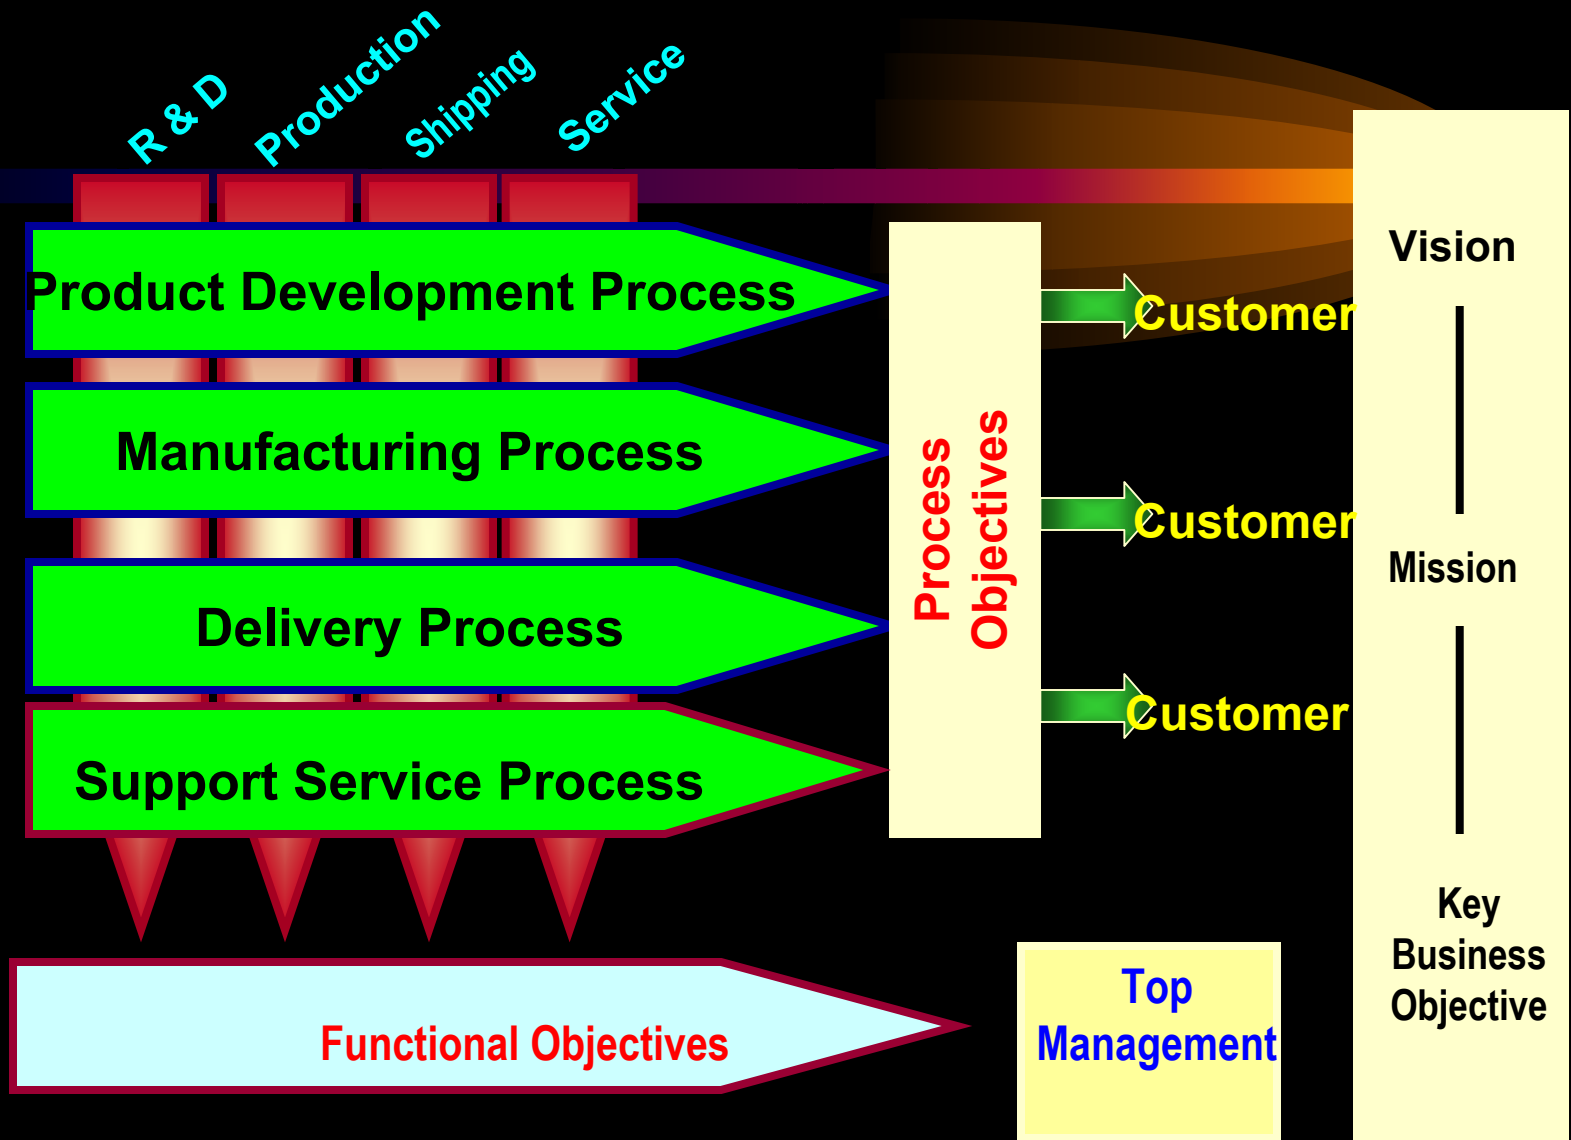 R & D
Production
Shipping
Service
Product Development Process
Manufacturing Process
Delivery Process
Support Service Process
Process
Objectives
Customer
Customer
Customer
Vision
Mission
Key
Business
Objective
Functional Objectives
Top
Management